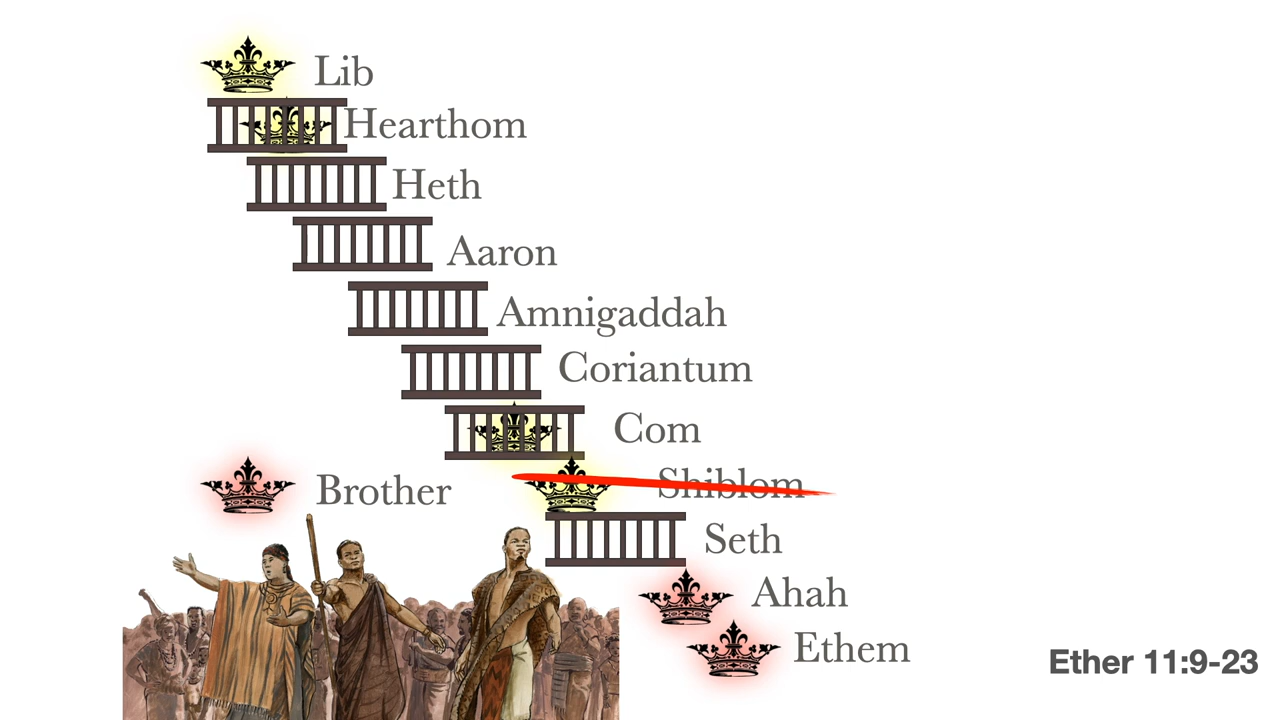 Lib
Hearthom
Heth
Aaron
Amnigaddah
Coriantum
Com
Brother
Shiblom
Seth
Ahah
Ethem
Ether 11:9-23